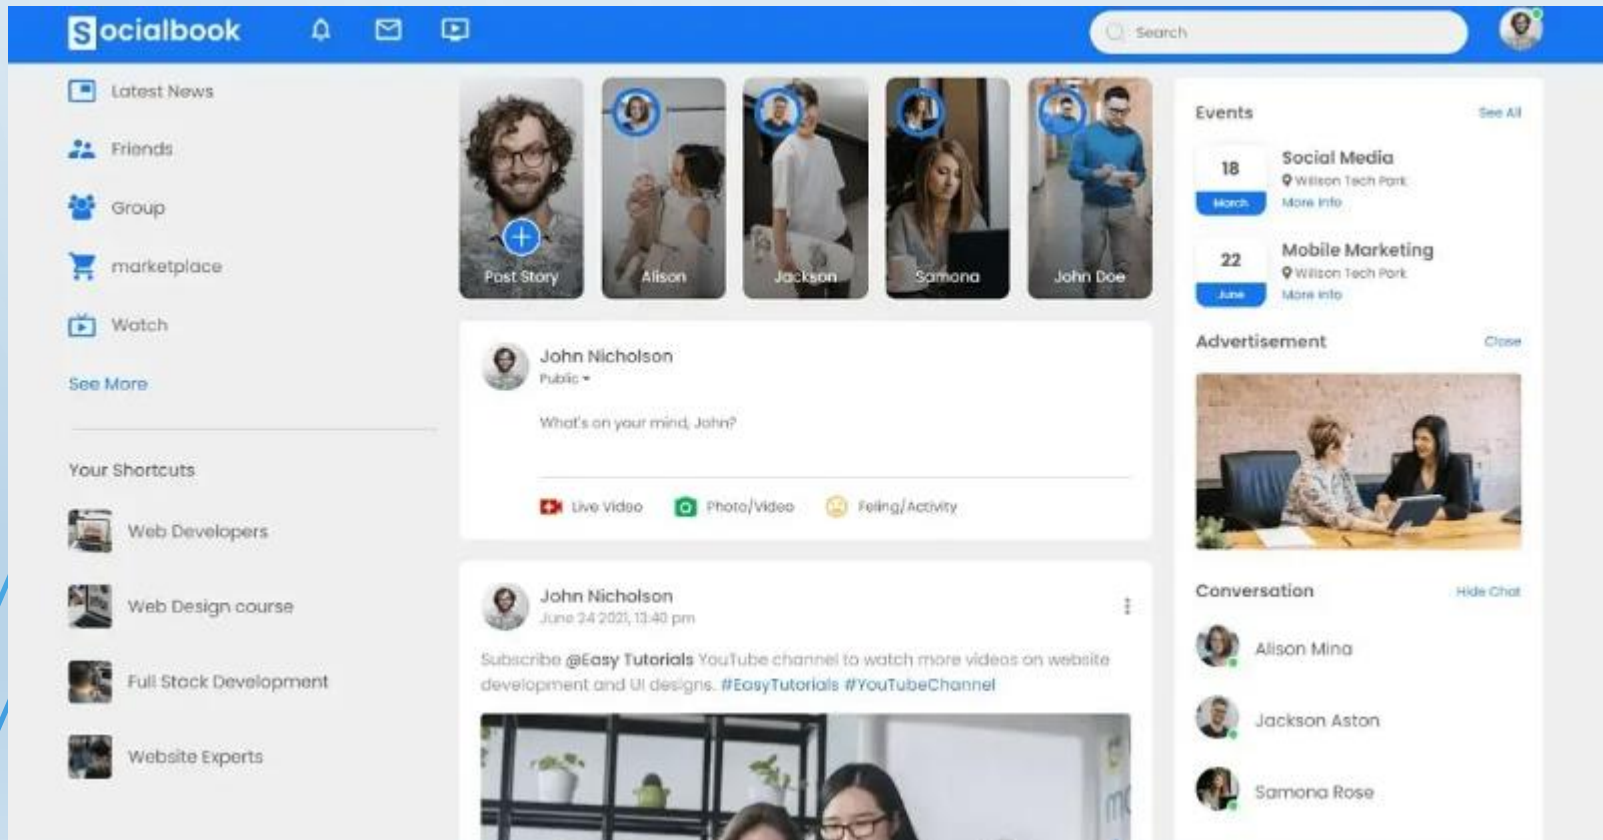 Socialbook
Search
Latest News
Friends
Group
marketplace
Watch
See More
Your Shortcuts
Web Developers
Web Design course
Full Stack Development
Website Experts
Post Story
Alison
Jackson
Samona
John Doe
John Nicholson
Public
What's on your mind, John?
Live Video
Photo/Video
Feling/Activity
John Nicholson
June 24 2021, 13:40 pm
Subscribe @Easy Tutorials YouTube channel to watch more videos on website
development and UI designs. #EasyTutorials #YouTubeChannel
Events
See All
18
March
Social Media
Willson Tech Park
More Info
22
June
Mobile Marketing
Willson Tech Park
More Info
Advertisement
Close
Conversation
Hide Chat
Alison Mina
Jackson Aston
Samona Rose